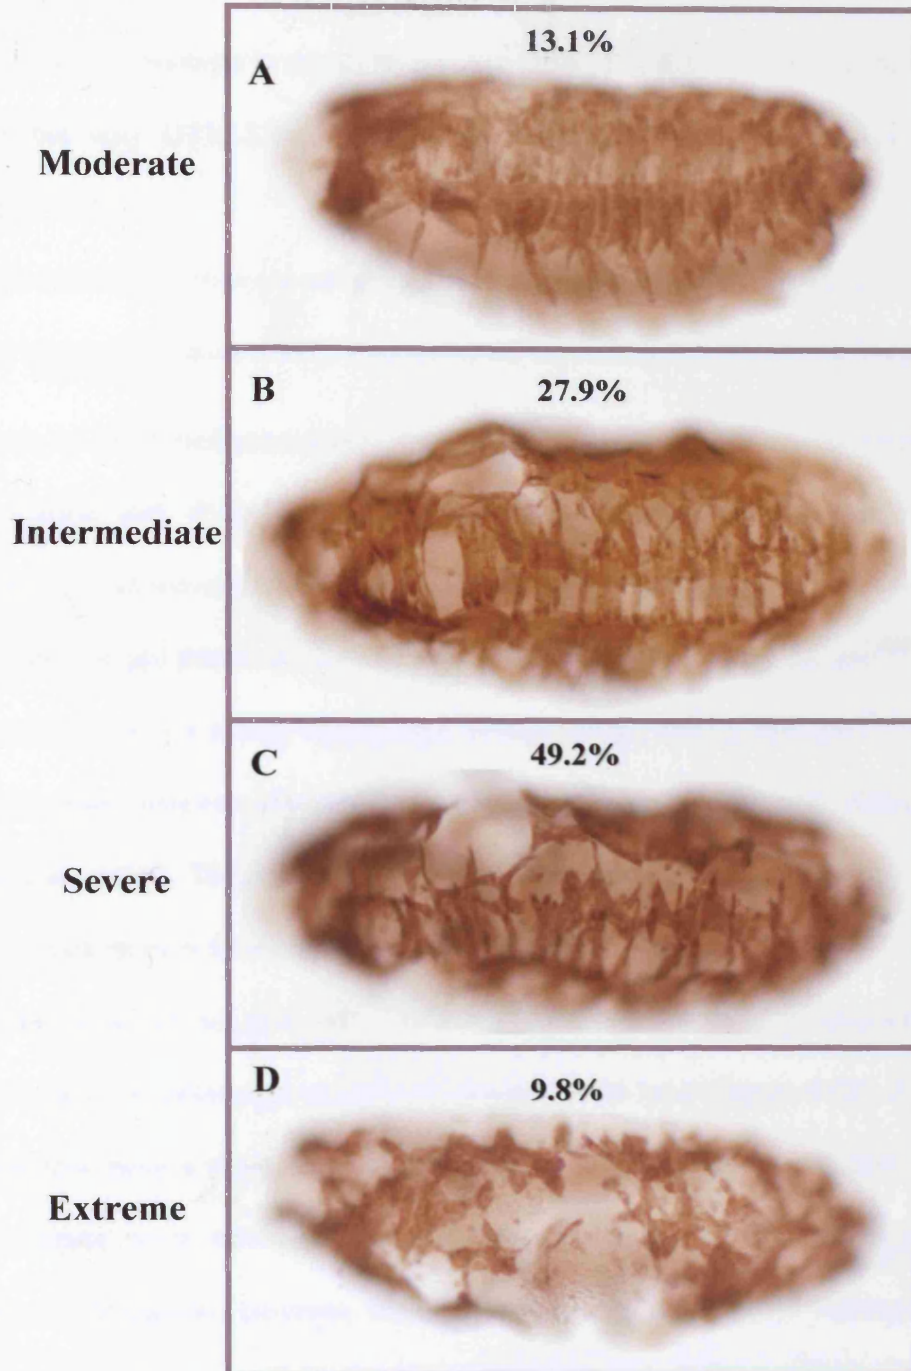 13.1%
A
Moderate
B
27.9%
Intermediate
C
49.2%
Severe
D
9.8%
Extreme